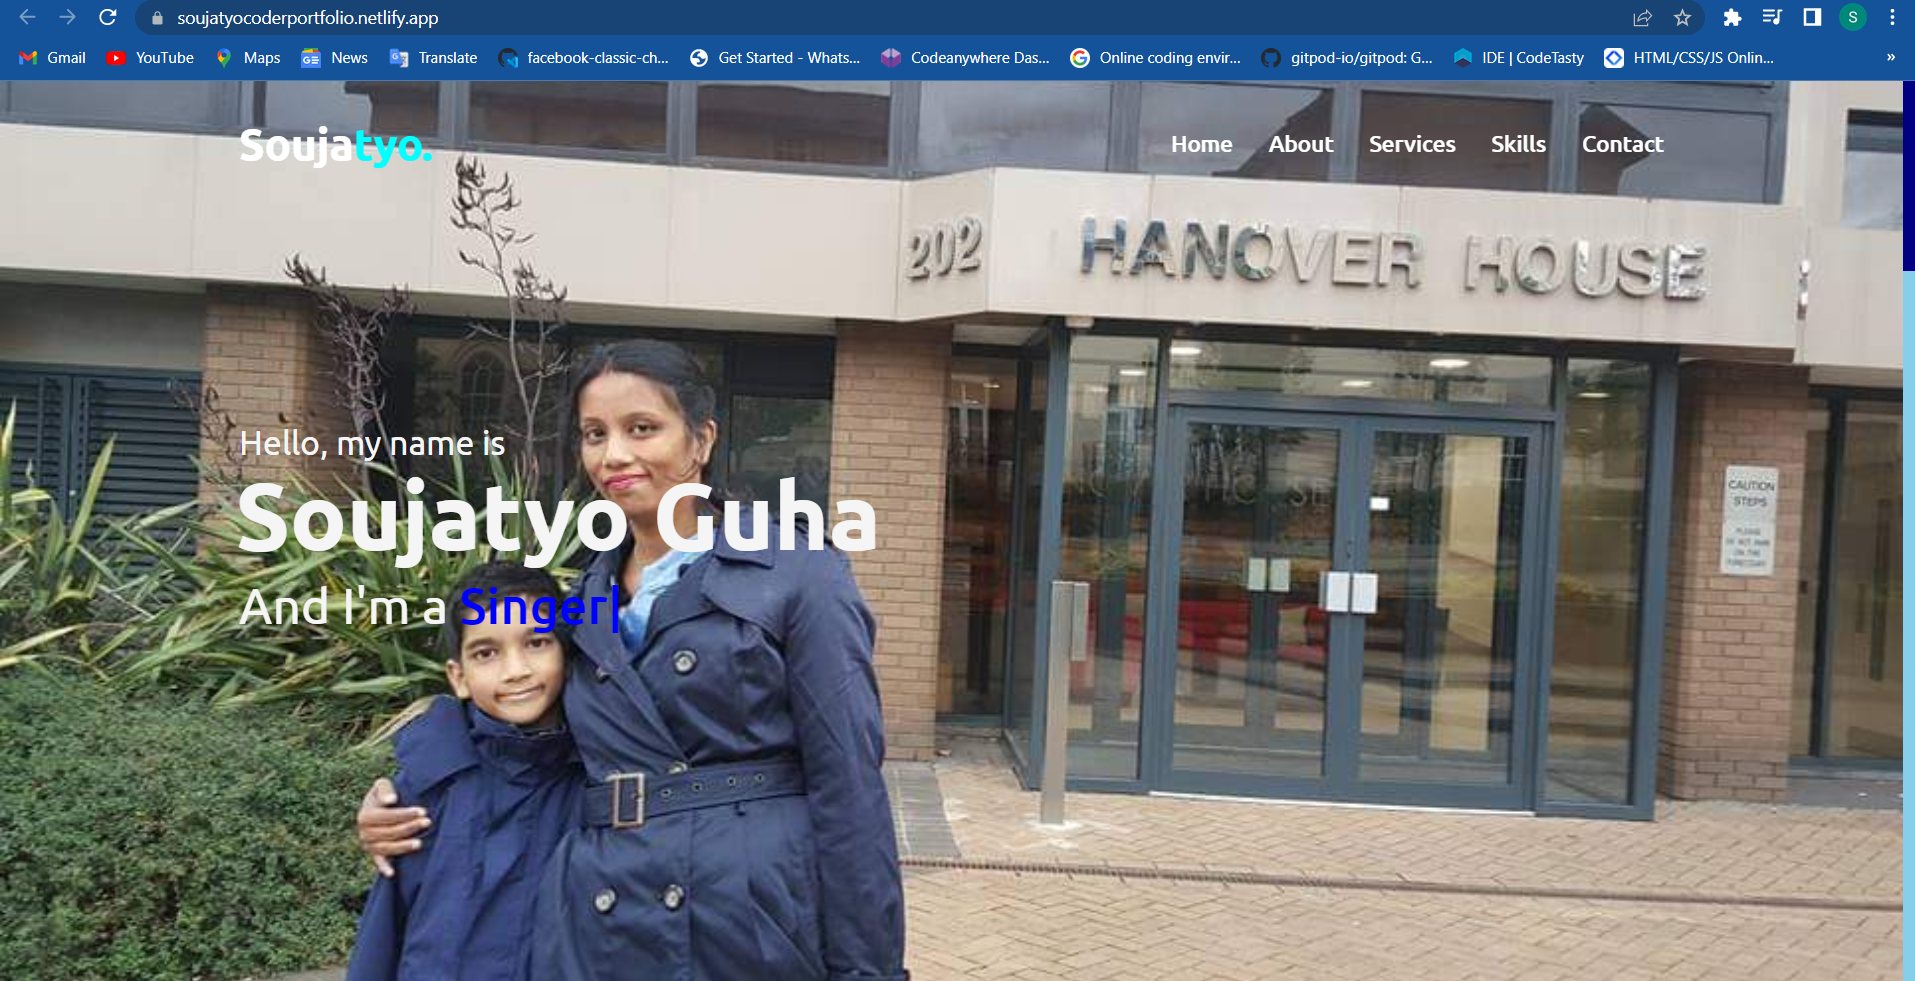 soujatyocoderportfolio.netlify.app
S
Gmail YouTube Maps News Translate facebook-classic-ch... Get Started - Whats... Codeanywhere Das... Online coding envir... gitpod-io/gitpod: G... IDE | CodeTasty HTML/CSS/JS Onlin... »
Soujatyo.
Home About Services Skills Contact
202 HANOVER HOUSE
Hello, my name is
Soujatyo Guha
And I'm a Singer|
CAUTION
STEPS
PLEASE